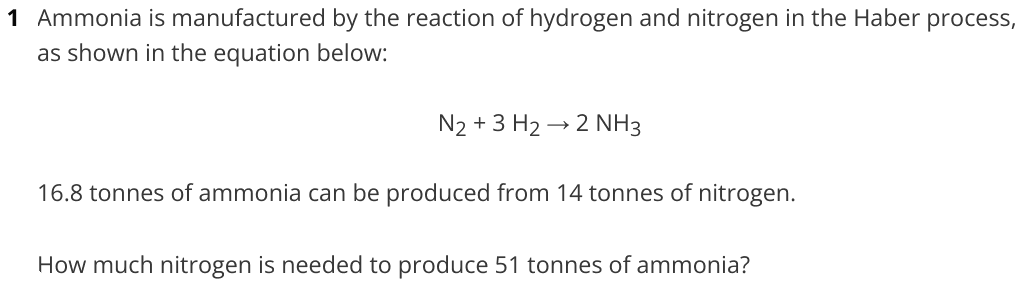 1 Ammonia is manufactured by the reaction of hydrogen and nitrogen in the Haber process,
as shown in the equation below:
N₂ + 3 H₂ → 2 NH₃
16.8 tonnes of ammonia can be produced from 14 tonnes of nitrogen.
How much nitrogen is needed to produce 51 tonnes of ammonia?